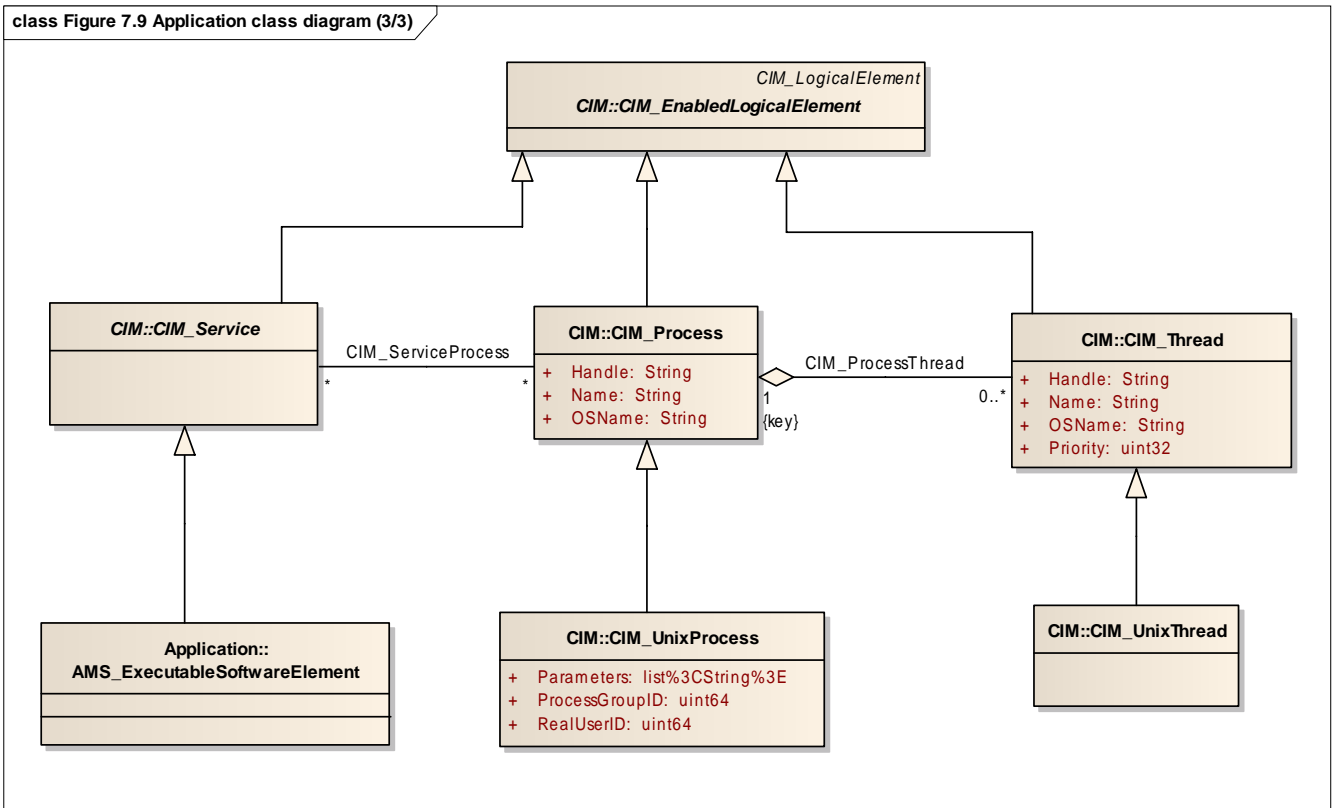 class Figure 7.9 Application class diagram (3/3)
CIM_LogicalElement
CIM::CIM_EnabledLogicalElement
CIM::CIM_Service
CIM_ServiceProcess
*
*
CIM::CIM_Process
+ Handle: String
+ Name: String
+ OSName: String
CIM_ProcessThread
1
{key}
0..*
CIM::CIM_Thread
+ Handle: String
+ Name: String
+ OSName: String
+ Priority: uint32
Application::
AMS_ExecutableSoftwareElement
CIM::CIM_UnixProcess
+ Parameters: list%3CString%3E
+ ProcessGroupID: uint64
+ RealUserID: uint64
CIM::CIM_UnixThread